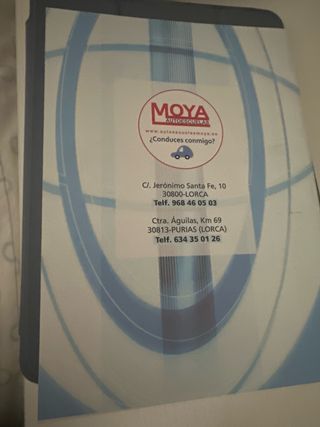 MOYA
AUTOESCUELAS
www.autoescuelasmoya.es
¿Conduces conmigo?
C/. Jerónimo Santa Fe, 10
30800-LORCA
Telf. 968 46 05 03
Ctra. Águilas, Km 69
30813-PURIAS (LORCA)
Telf. 634 35 01 26